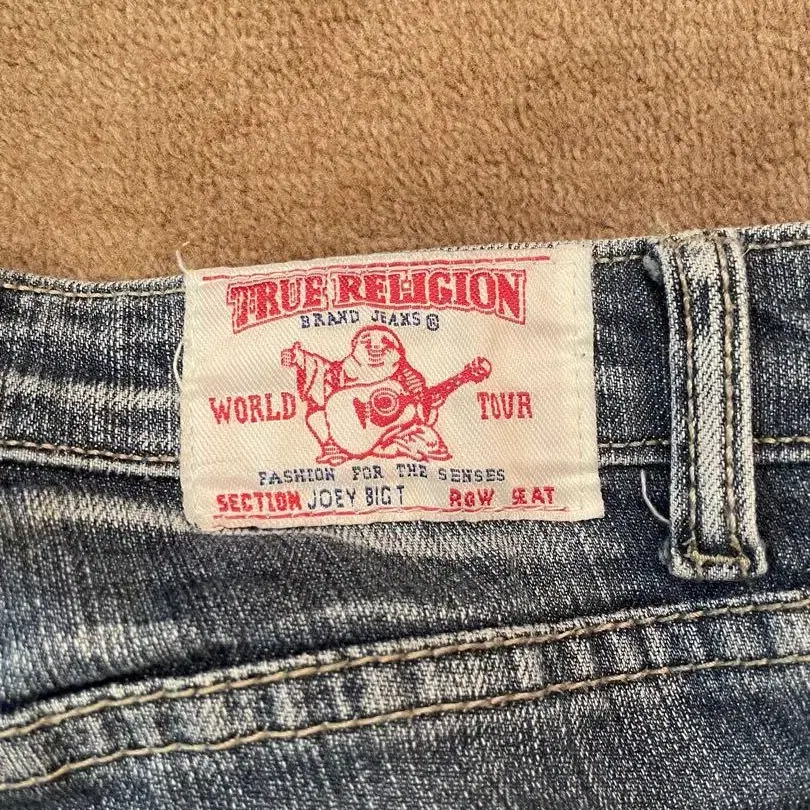 TRUE RELIGION
BRAND JEANS®
WORLD TOUR
FASHION FOR THE SENSES
SECTION JOEY BIG T ROW SEAT